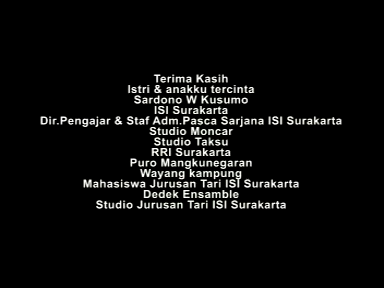 Terima Kasih
Istri & anakku tercinta
Sardono W Kusumo
ISI Surakarta
Dir.Pengajar & Staf Adm.Pasca Sarjana ISI Surakarta
Studio Moncar
Studio Taksu
RRI Surakarta
Puro Mangkunegaran
Wayang kampung
Mahasiswa Jurusan Tari ISI Surakarta
Dedek Ensamble
Studio Jurusan Tari ISI Surakarta